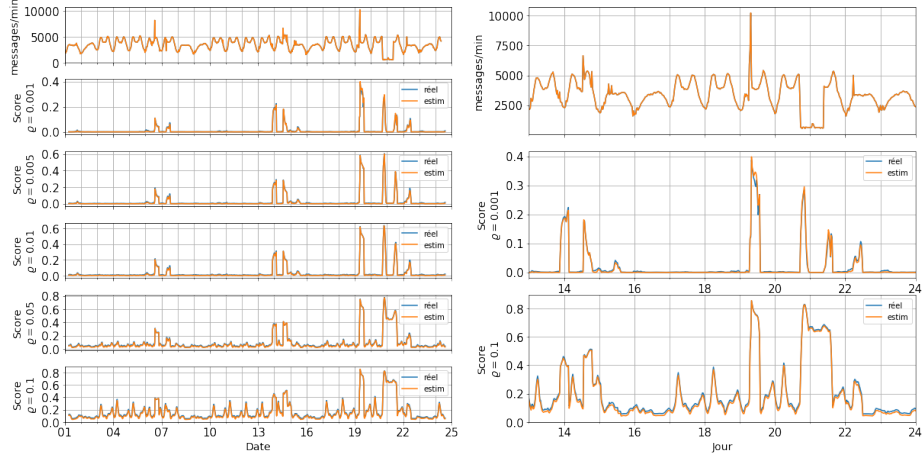 messages/min
10000
5000
0
Score
ϱ = 0.001
0.4
0.2
0.0
réel
estim
Score
ϱ = 0.005
0.6
0.4
0.2
0.0
réel
estim
Score
ϱ = 0.01
0.6
0.4
0.2
0.0
réel
estim
Score
ϱ = 0.05
0.8
0.6
0.4
0.2
0.0
réel
estim
Score
ϱ = 0.1
0.8
0.6
0.4
0.2
0.0
réel
estim
01 04 07 10 13 16 19 22 25
Date
messages/min
10000
7500
5000
2500
Score
ϱ = 0.001
0.4
0.3
0.2
0.1
0.0
réel
estim
14 16 18 20 22 24
Score
ϱ = 0.1
0.8
0.6
0.4
0.2
0.0
réel
estim
14 16 18 20 22 24
Jour